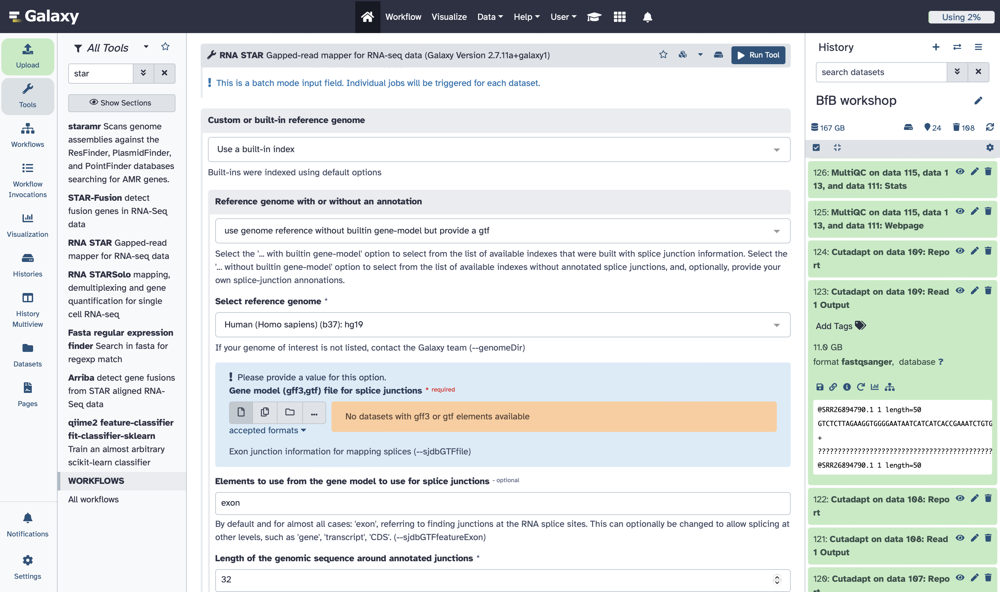 Galaxy
Workflow
Visualize
Data
Help
User
Using 2%
Upload
Tools
Workflows
Workflow
Invocations
Visualization
Histories
History
Multiview
Datasets
Pages
Notifications
Settings
All Tools
star
Show Sections
staramr Scans genome
assemblies against the
ResFinder, PlasmidFinder,
and PointFinder databases
searching for AMR genes.
STAR-Fusion detect
fusion genes in RNA-Seq
data
RNA STAR Gapped-read
mapper for RNA-seq data
RNA STARSolo mapping,
demultiplexing and gene
quantification for single
cell RNA-seq
Fasta regular expression
finder Search in fasta for
regexp match
Arriba detect gene fusions
from STAR aligned RNA-
Seq data
qiime2 feature-classifier
fit-classifier-sklearn
Train an almost arbitrary
scikit-learn classifier
WORKFLOWS
All workflows
RNA STAR Gapped-read mapper for RNA-seq data (Galaxy Version 2.7.11a+galaxy1)
Run Tool
! This is a batch mode input field. Individual jobs will be triggered for each dataset.
Custom or built-in reference genome
Use a built-in index
Built-ins were indexed using default options
Reference genome with or without an annotation
use genome reference without builtin gene-model but provide a gtf
Select the '... with builtin gene-model' option to select from the list of available indexes that were built with splice junction information. Select the
'... without builtin gene-model' option to select from the list of available indexes without annotated splice junctions, and, optionally, provide your
own splice-junction annonations.
Select reference genome *
Human (Homo sapiens) (b37): hg19
If your genome of interest is not listed, contact the Galaxy team (--genomeDir)
! Please provide a value for this option.
Gene model (gff3,gtf) file for splice junctions * required
...
No datasets with gff3 or gtf elements available
accepted formats
Exon junction information for mapping splices (--sjdbGTFfile)
Elements to use from the gene model to use for splice junctions - optional
exon
By default and for almost all cases: 'exon', referring to finding junctions at the RNA splice sites. This can optionally be changed to allow splicing at
other levels, such as 'gene', 'transcript', 'CDS'. (--sjdbGTFfeatureExon)
Length of the genomic sequence around annotated junctions *
32
History
search datasets
BfB workshop
167 GB
24
108
126: MultiQC on data 115, data 1
13, and data 111: Stats
125: MultiQC on data 115, data 1
13, and data 111: Webpage
124: Cutadapt on data 109: Repo
rt
123: Cutadapt on data 109: Read
1 Output
Add Tags
11.0 GB
format fastqsanger, database ?
@SRR26894790.1 1 length=50
GTCTCTTAGAAGGTGGGGAATAATCATCATCACCGAAATCTGTG
+
????????????????????????????????????????????
@SRR26894790.1 1 length=50
122: Cutadapt on data 108: Repo
rt
121: Cutadapt on data 108: Read
1 Output
120: Cutadapt on data 107: Repo